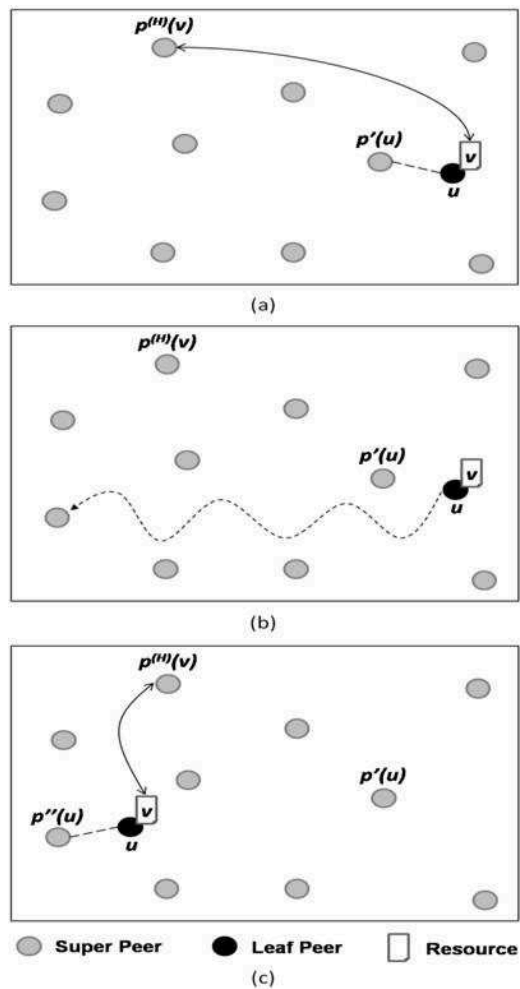 p(H)(v)
p'(u)
v
u
(a)
p(H)(v)
p'(u)
v
u
(b)
p(H)(v)
p'(u)
v
p''(u)
u
Super Peer Leaf Peer Resource
(c)